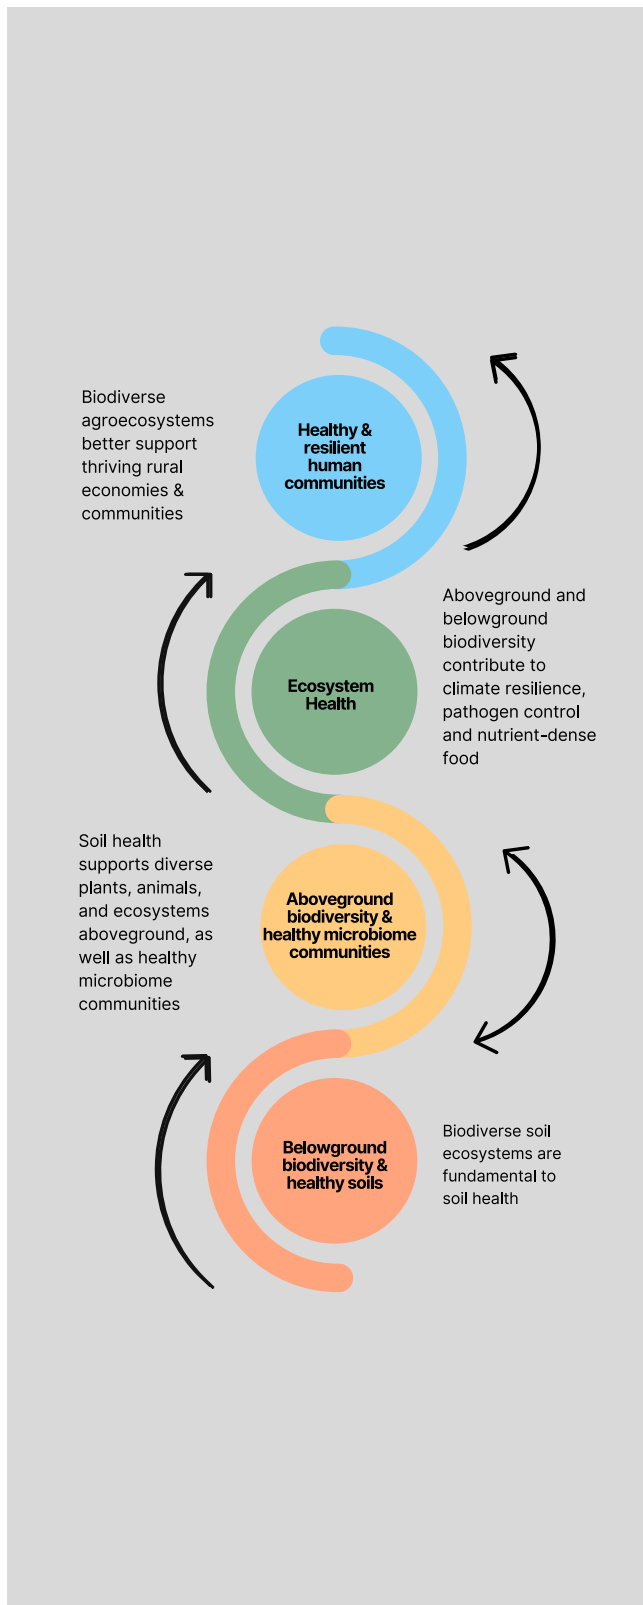 Biodiverse
agroecosystems
better support
thriving rural
economies &
communities
Healthy &
resilient
human
communities
Aboveground and
belowground
biodiversity
contribute to
climate resilience,
pathogen control
and nutrient-dense
food
Ecosystem
Health
Soil health
supports diverse
plants, animals,
and ecosystems
aboveground, as
well as healthy
microbiome
communities
Aboveground
biodiversity &
healthy microbiome
communities
Belowground
biodiversity &
healthy soils
Biodiverse soil
ecosystems are
fundamental to
soil health